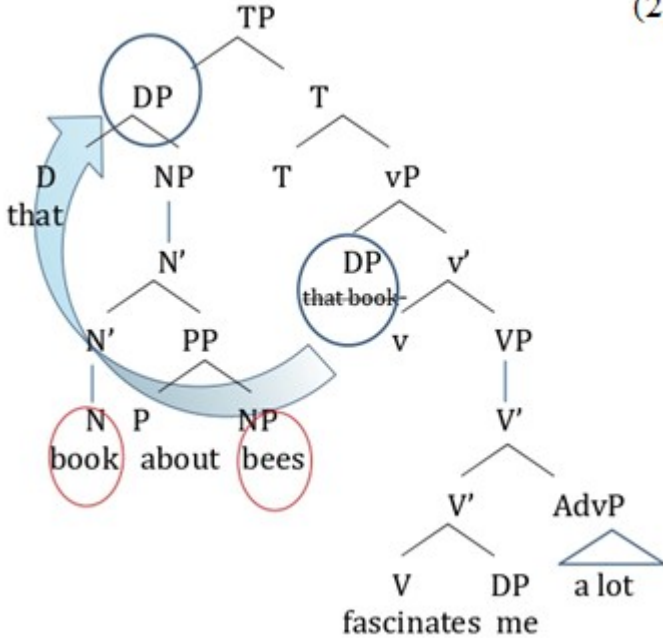 TP (2
DP T
D NP T vP
that
N' DP v'
that book
N' PP v VP
N P NP V'
book about bees
V' AdvP
V DP a lot
fascinates me